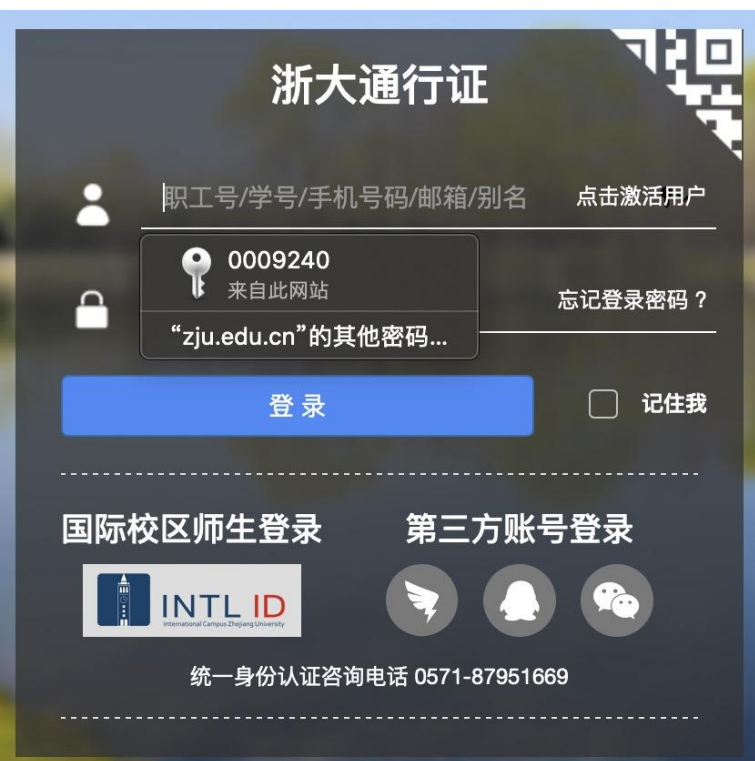 浙大通行证
职工号/学号/手机号码/邮箱/别名 点击激活用户
0009240
来自此网站
忘记登录密码？
“zju.edu.cn”的其他密码...
登 录 记住我
国际校区师生登录 第三方账号登录
INTL ID
International Campus Zhejiang University
统一身份认证咨询电话 0571-87951669